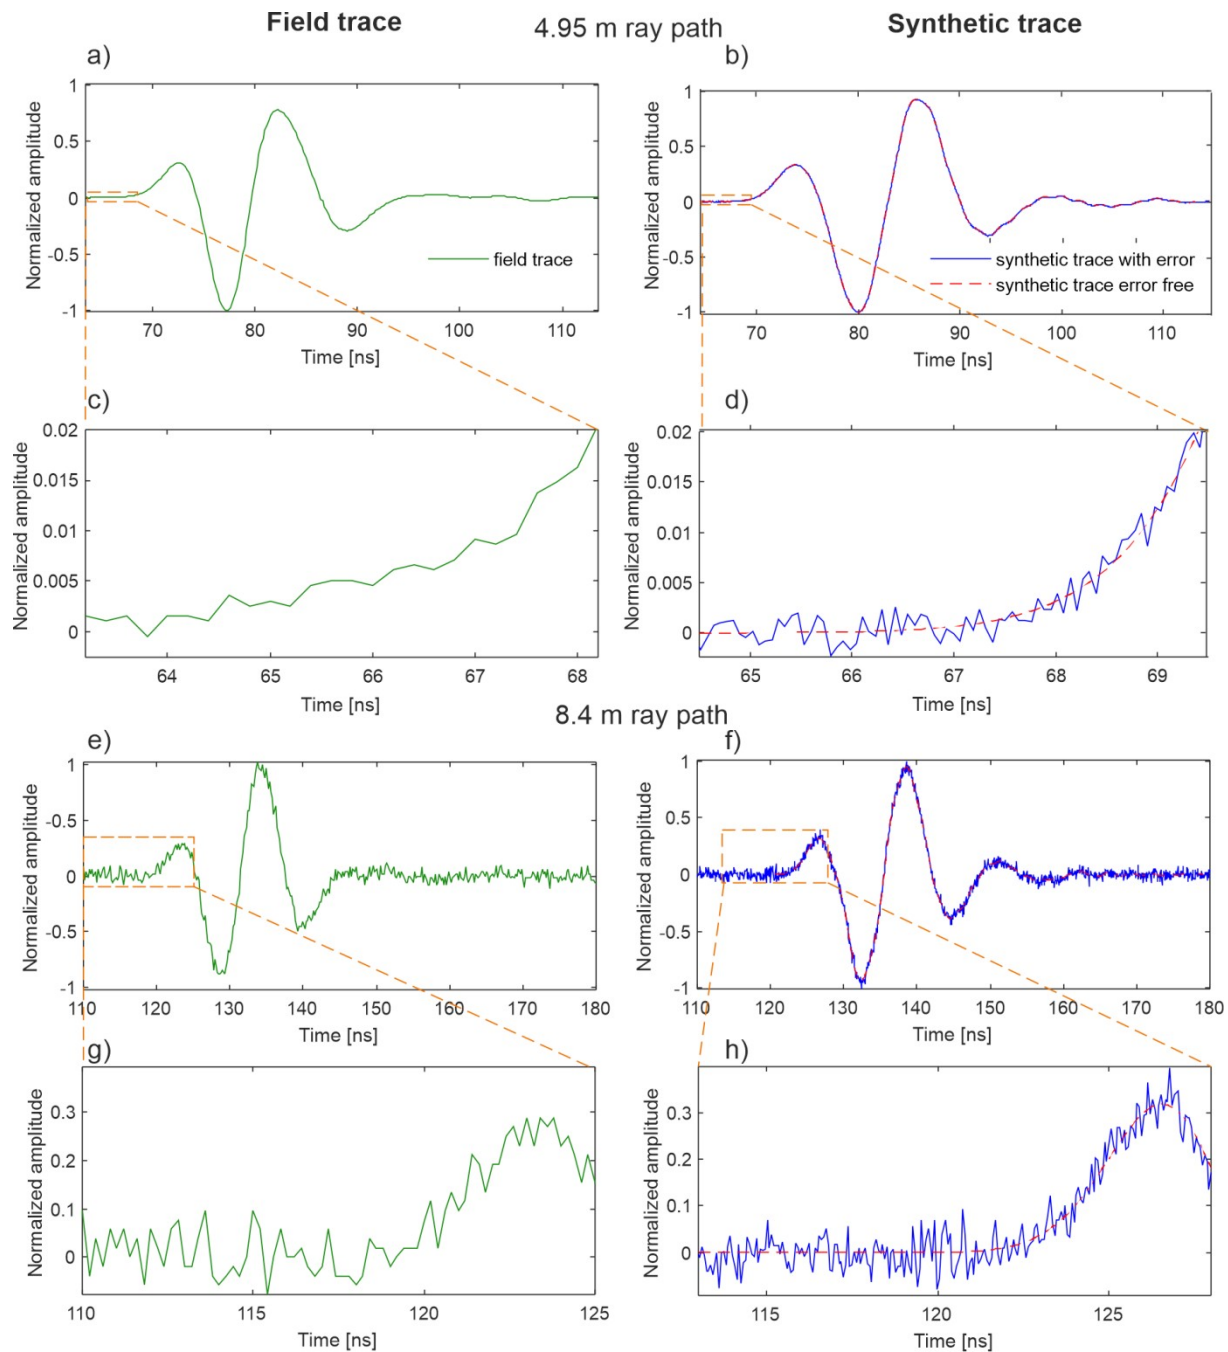 Field trace
4.95 m ray path
Synthetic trace
a)
Normalized amplitude
1
0.5
0
-0.5
-1
70 80 90 100 110
Time [ns]
field trace
b)
Normalized amplitude
1
0.5
0
-0.5
-1
70 80 90 100 110
Time [ns]
synthetic trace with error
synthetic trace error free
c)
Normalized amplitude
0.02
0.015
0.01
0.005
0
64 65 66 67 68
Time [ns]
d)
Normalized amplitude
0.02
0.015
0.01
0.005
0
65 66 67 68 69
Time [ns]
8.4 m ray path
e)
Normalized amplitude
1
-0.5
0
-0.5
-1
110 120 130 140 150 160 170 180
Time [ns]
f)
Normalized amplitude
1
0.5
0
-0.5
-1
110 120 130 140 150 160 170 180
Time [ns]
g)
Normalized amplitude
0.3
0.2
0.1
0
110 115 120 125
Time [ns]
h)
Normalized amplitude
0.3
0.2
0.1
0
115 120 125
Time [ns]